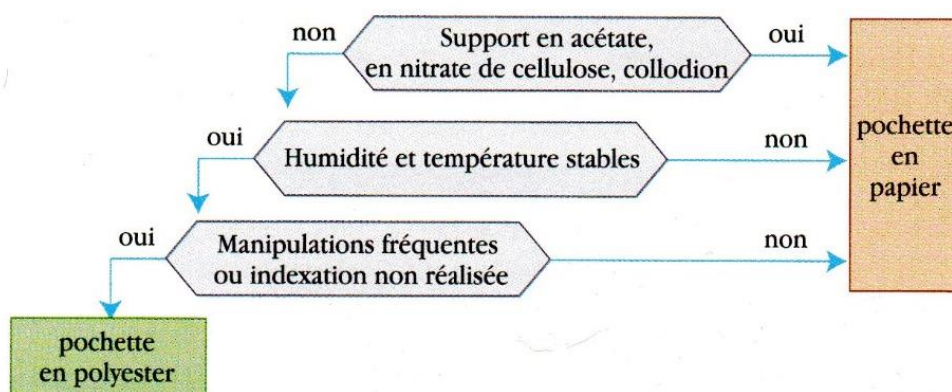 non
Support en acétate,
en nitrate de cellulose, collodion
oui
oui
Humidité et température stables
non
pochette
en
papier
oui
Manipulations fréquentes
ou indexation non réalisée
non
pochette
en polyester